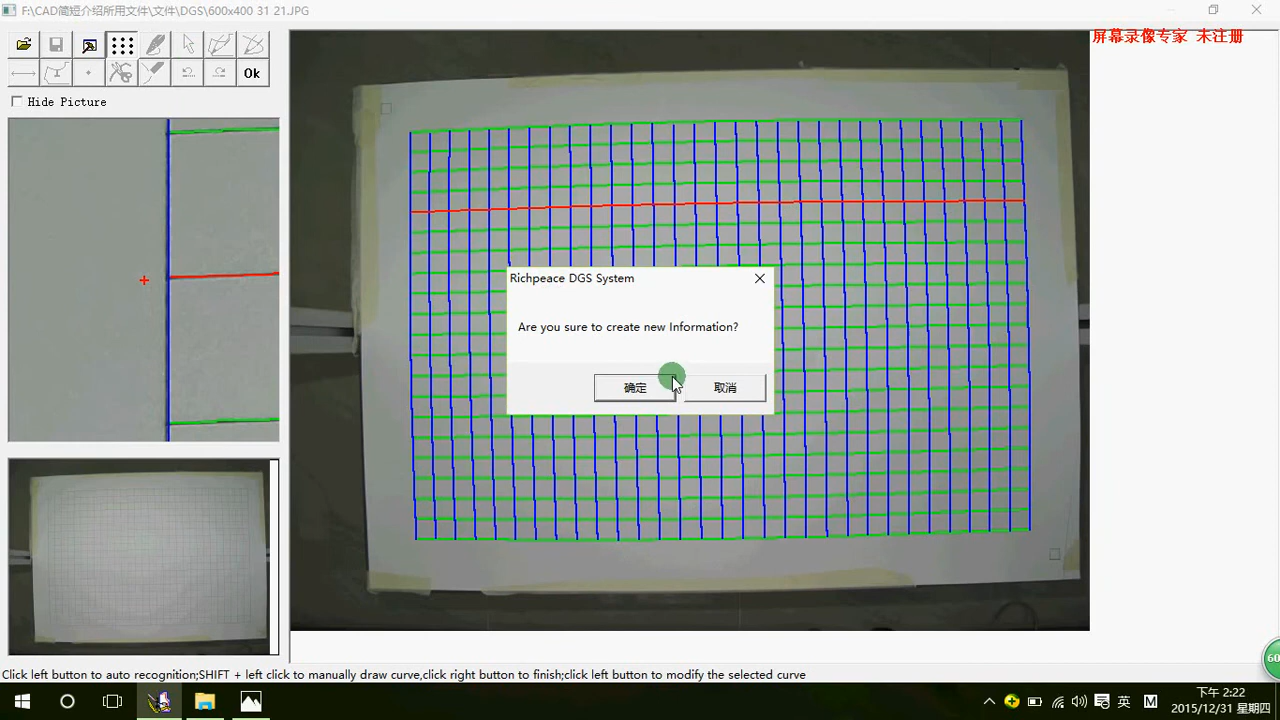 F:\CAD简短介绍所用文件\文件\DGS\600x400 31 21.JPG
屏幕录像专家 未注册
Ok
Hide Picture
Richpeace DGS System
Are you sure to create new Information?
确定
取消
60
Click left button to auto recognition;SHIFT + left click to manually draw curve,click right button to finish;click left button to modify the selected curve
英
M
下午 2:22
2015/12/31 星期四